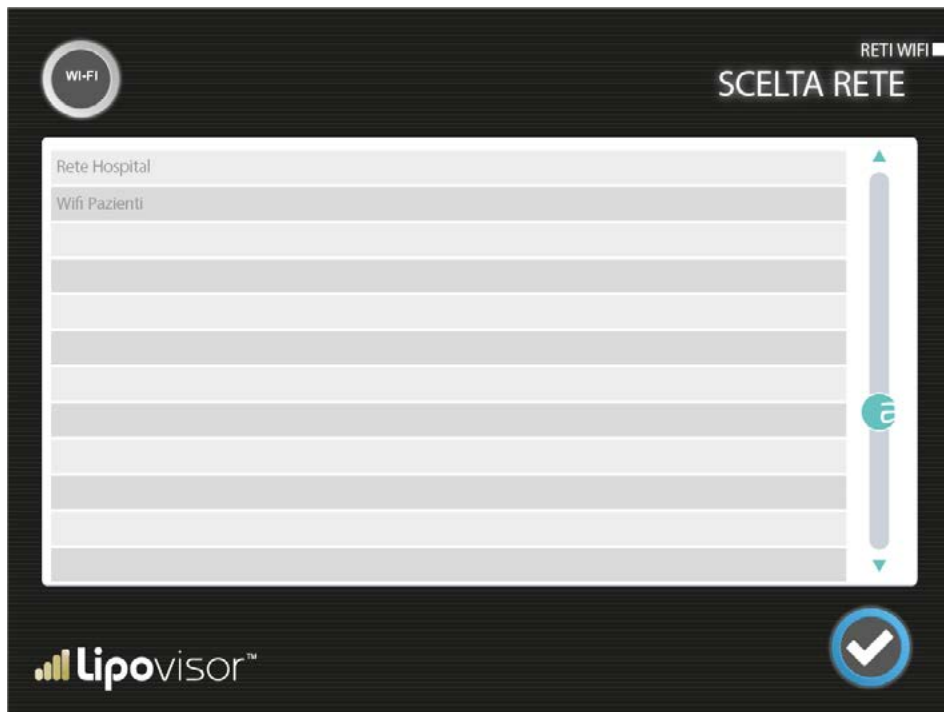 WI-FI
RETI WIFI
SCELTA RETE
Rete Hospital
Wifi Pazienti
a
Lipovisor™